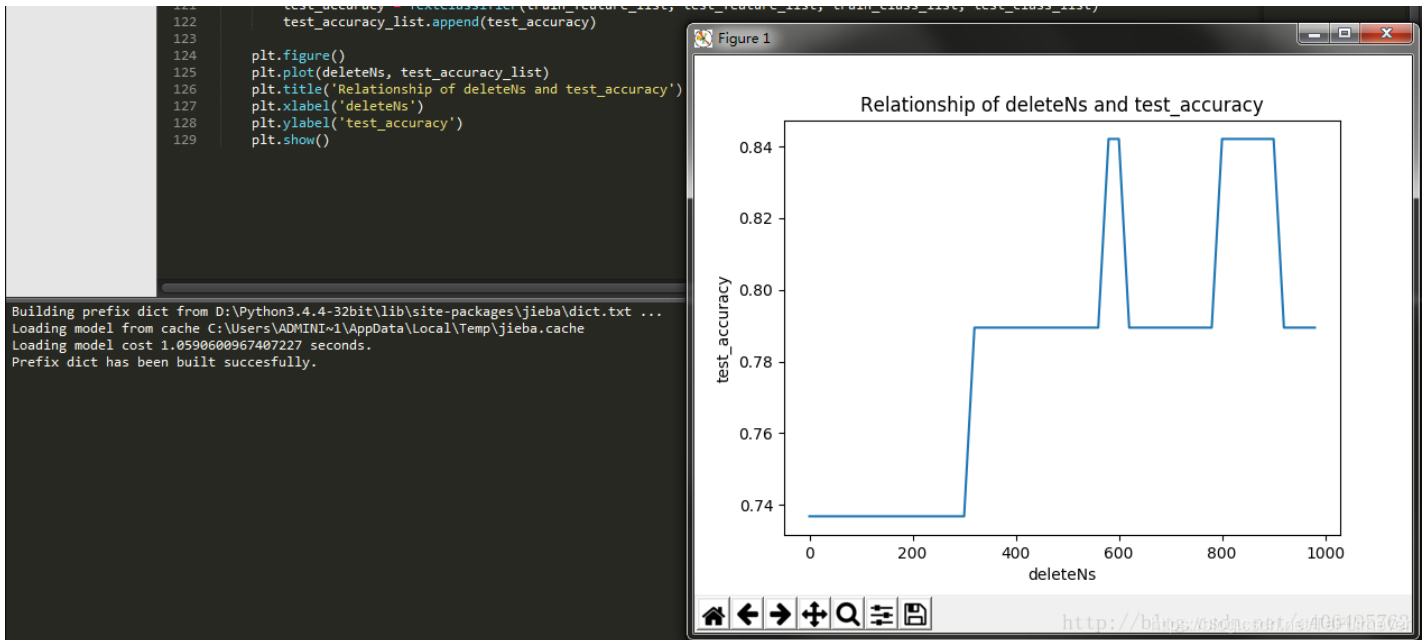 122 test_accuracy_list.append(test_accuracy)
123
124 plt.figure()
125 plt.plot(deleteNs, test_accuracy_list)
126 plt.title('Relationship of deleteNs and test_accuracy')
127 plt.xlabel('deleteNs')
128 plt.ylabel('test_accuracy')
129 plt.show()
Building prefix dict from D:\Python3.4.4-32bit\lib\site-packages\jieba\dict.txt ...
Loading model from cache C:\Users\ADMINI~1\AppData\Local\Temp\jieba.cache
Loading model cost 1.0590600967407227 seconds.
Prefix dict has been built succesfully.
Figure 1
Relationship of deleteNs and test_accuracy
test_accuracy
0.84
0.82
0.80
0.78
0.76
0.74
0 200 400 600 800 1000
deleteNs